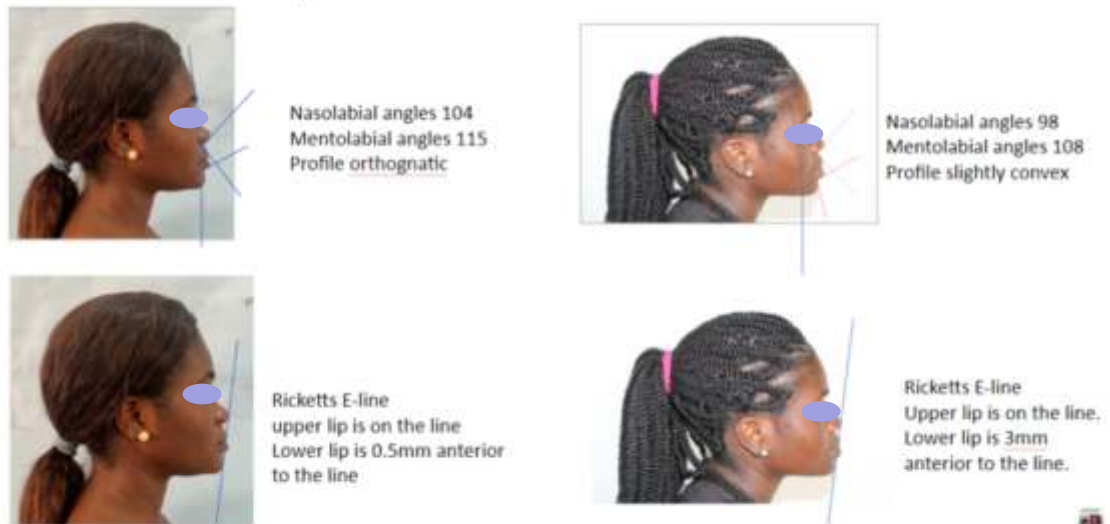 Nasolabial angles 104
Mentolabial angles 115
Profile orthognatic
Nasolabial angles 98
Mentolabial angles 108
Profile slightly convex
Ricketts E-line
upper lip is on the line
Lower lip is 0.5mm anterior
to the line
Ricketts E-line
Upper lip is on the line.
Lower lip is 3mm
anterior to the line.